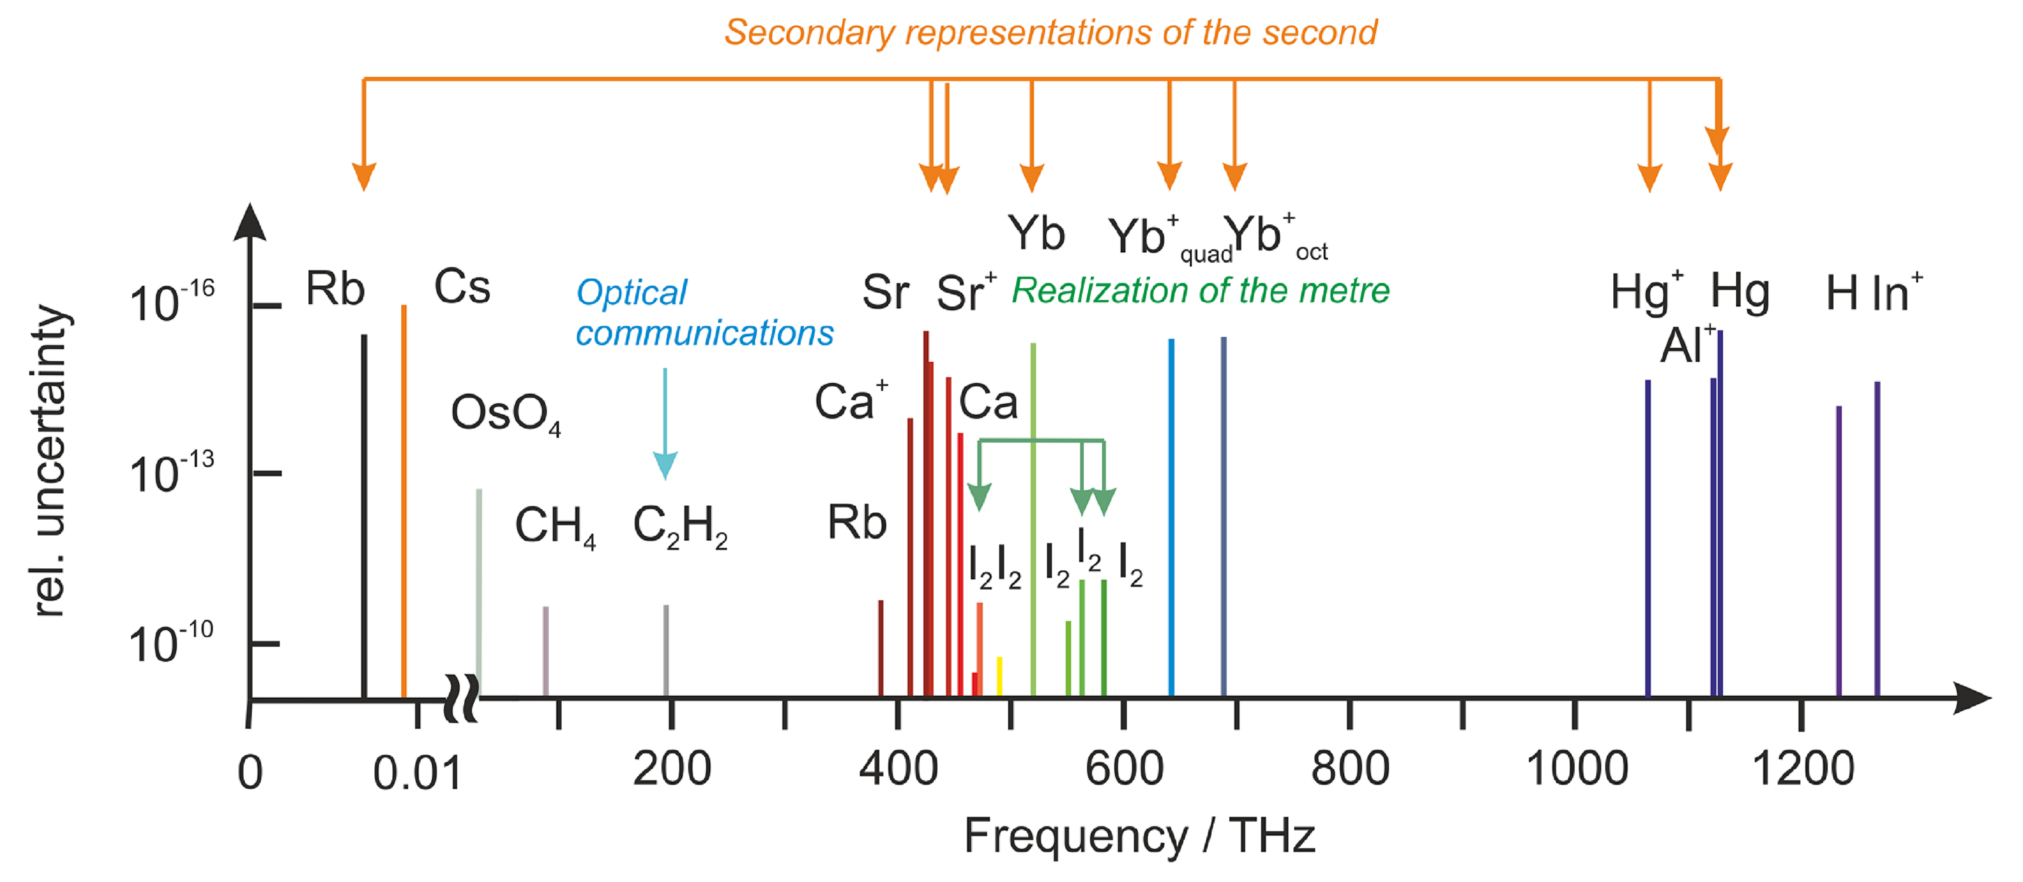 Secondary representations of the second
Yb Yb⁺quad Yb⁺oct
Rb Cs Optical Sr Sr⁺ Realization of the metre Hg⁺ Hg H In⁺
communications Al⁺
OsO₄ Ca⁺ Ca
CH₄ C₂H₂ Rb
I₂ I₂ I₂ I₂ I₂
rel. uncertainty
10⁻¹⁶
10⁻¹³
10⁻¹⁰
0 0.01 200 400 600 800 1000 1200
Frequency / THz